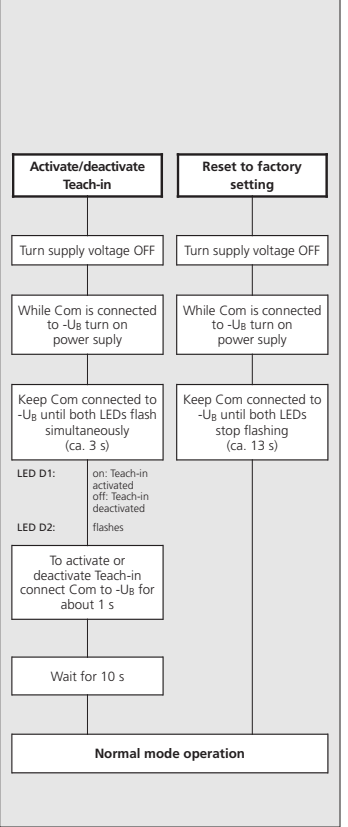 Activate/deactivate
Teach-in
Turn supply voltage OFF
While Com is connected
to -UB turn on
power suply
Keep Com connected to
-UB until both LEDs flash
simultaneously
(ca. 3 s)
LED D1: on: Teach-in
activated
off: Teach-in
deactivated
LED D2: flashes
To activate or
deactivate Teach-in
connect Com to -UB for
about 1 s
Wait for 10 s
Reset to factory
setting
Turn supply voltage OFF
While Com is connected
to -UB turn on
power suply
Keep Com connected to
-UB until both LEDs
stop flashing
(ca. 13 s)
Normal mode operation